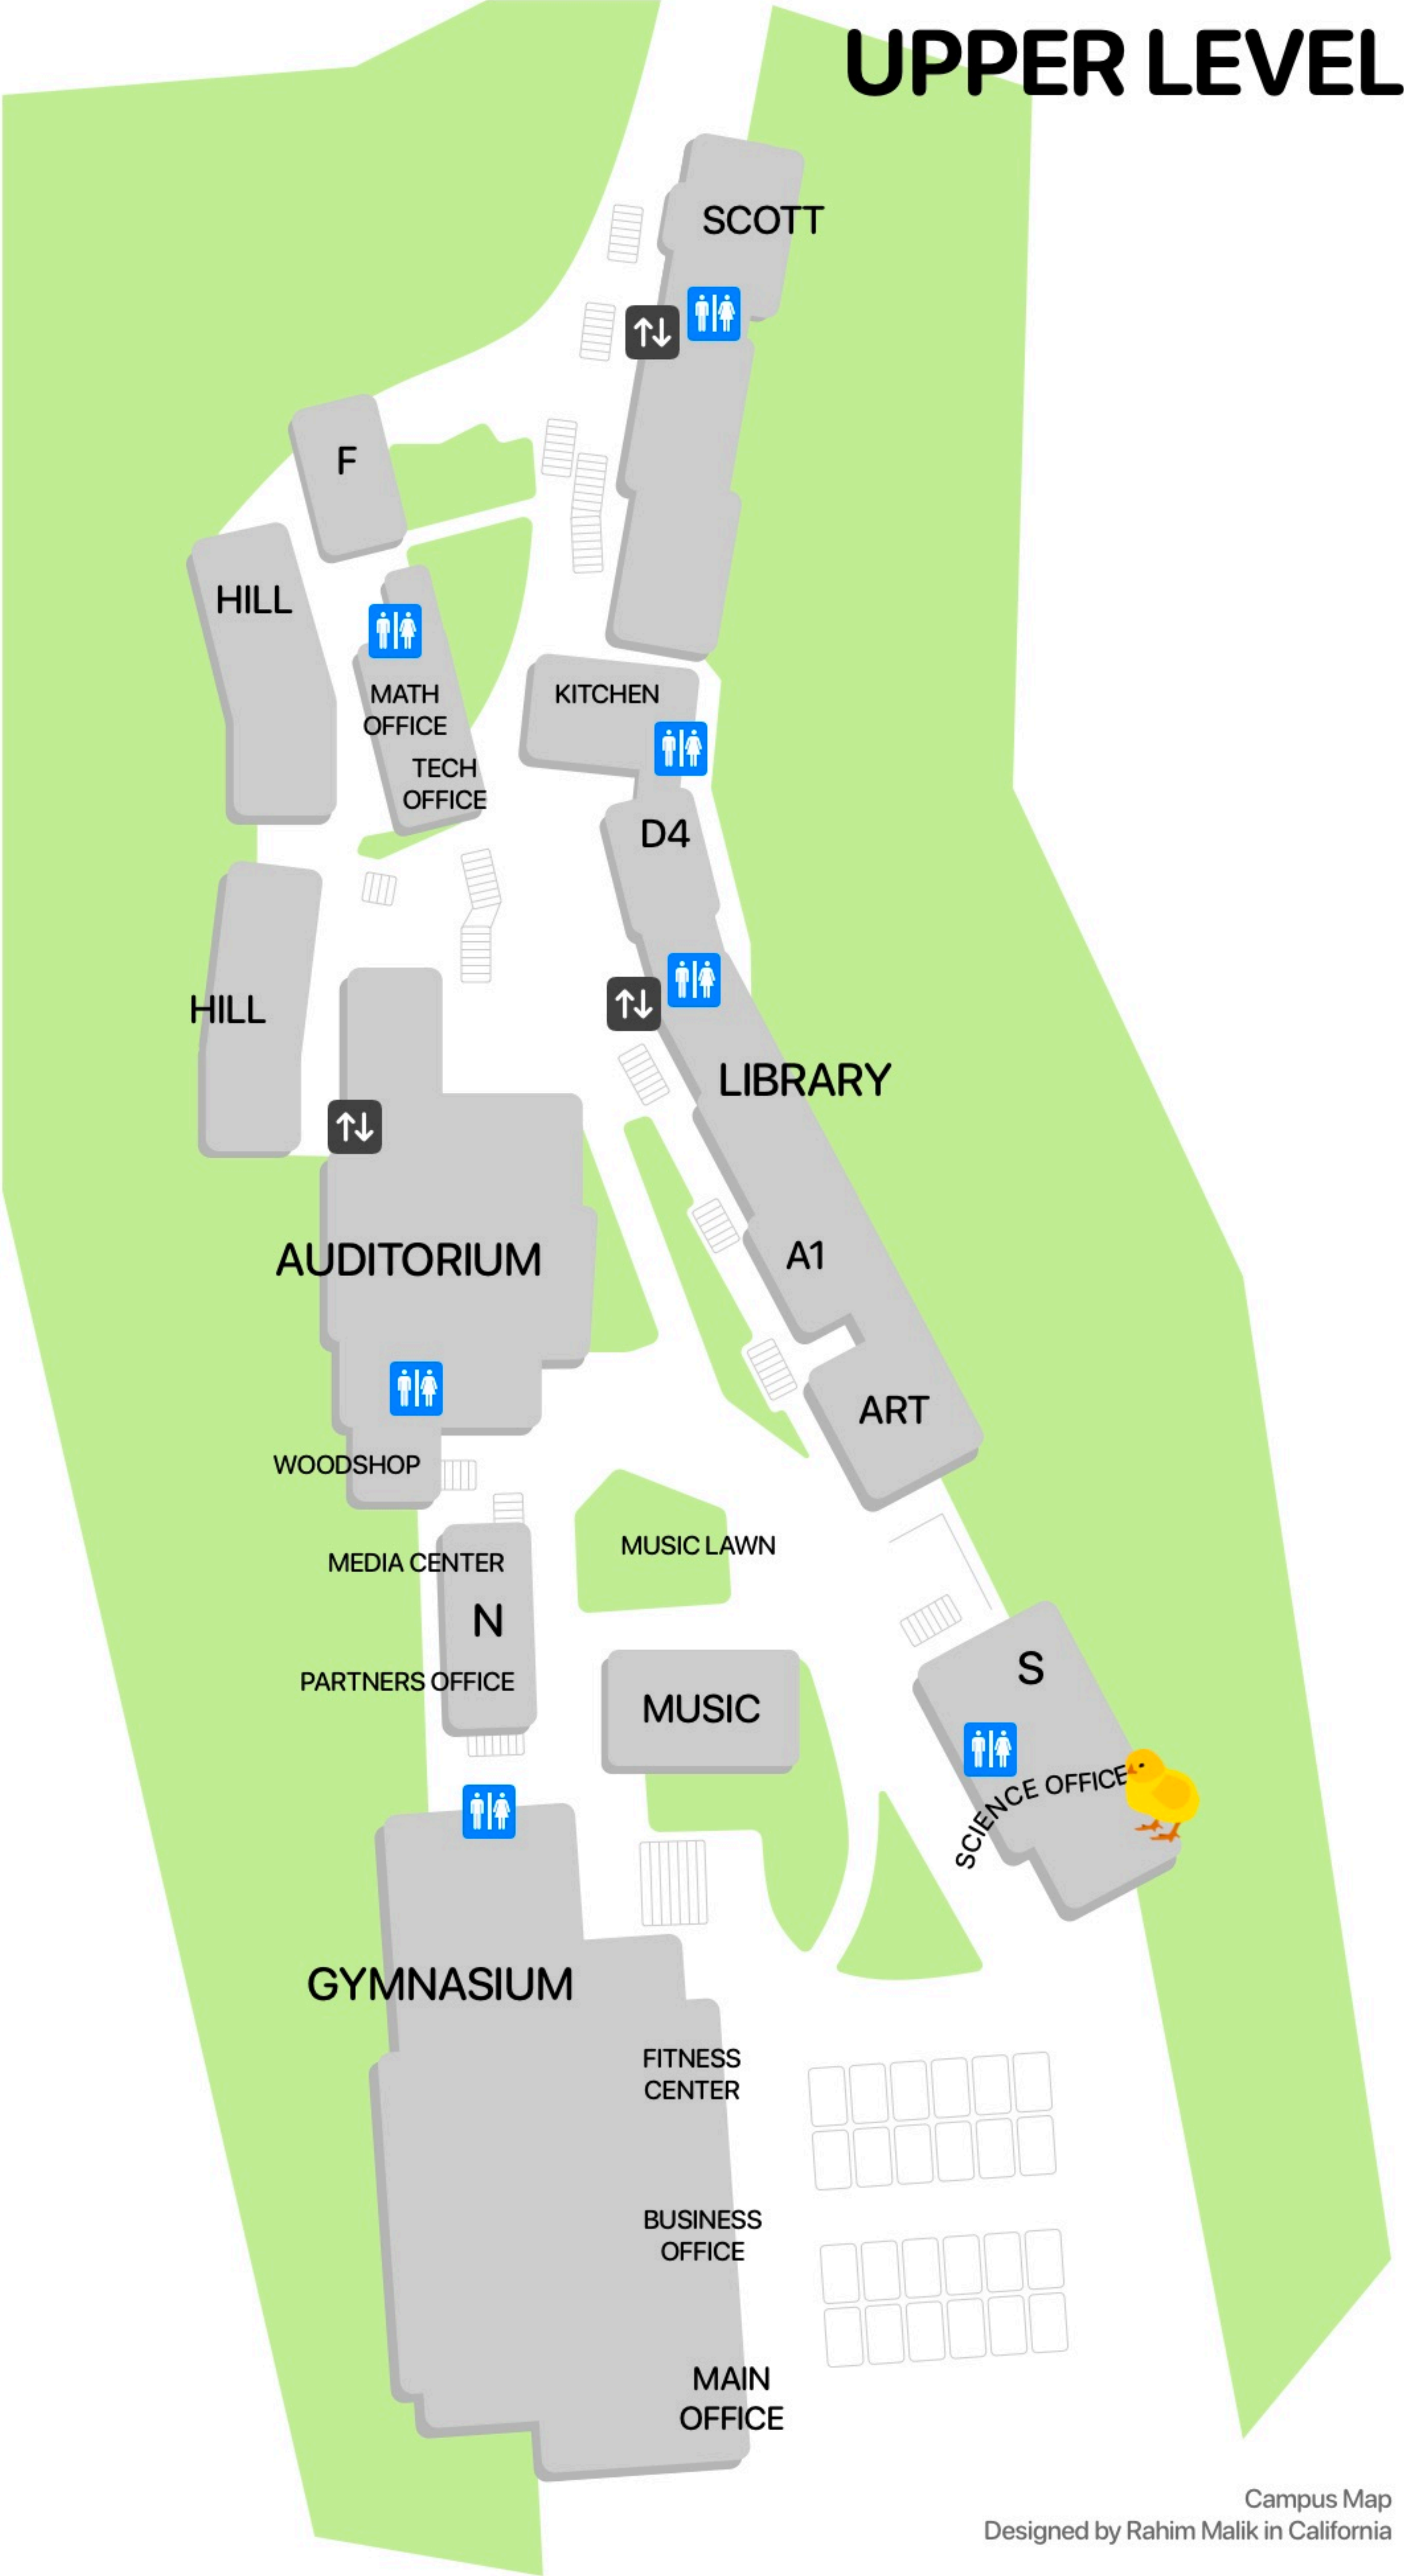 UPPER LEVEL
SCOTT
F
HILL
MATH
OFFICE
TECH
OFFICE
KITCHEN
D4
HILL
LIBRARY
AUDITORIUM
A1
ART
WOODSHOP
MUSIC LAWN
MEDIA CENTER
N
PARTNERS OFFICE
MUSIC
S
SCIENCE OFFICE
GYMNASIUM
FITNESS
CENTER
BUSINESS
OFFICE
MAIN
OFFICE
Campus Map
Designed by Rahim Malik in California